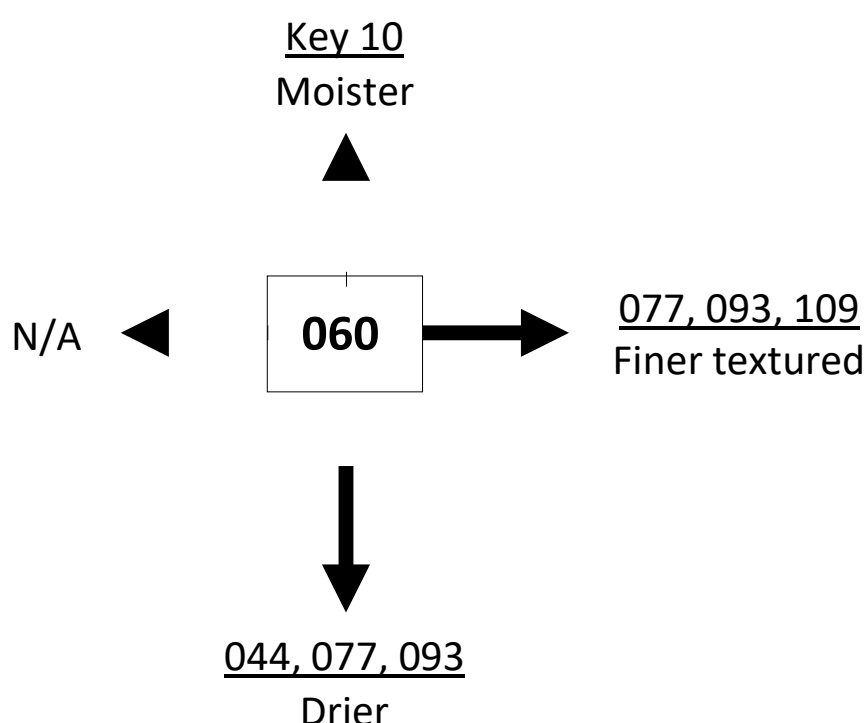 Key 10
Moister
N/A
060
077, 093, 109
Finer textured
044, 077, 093
Drier